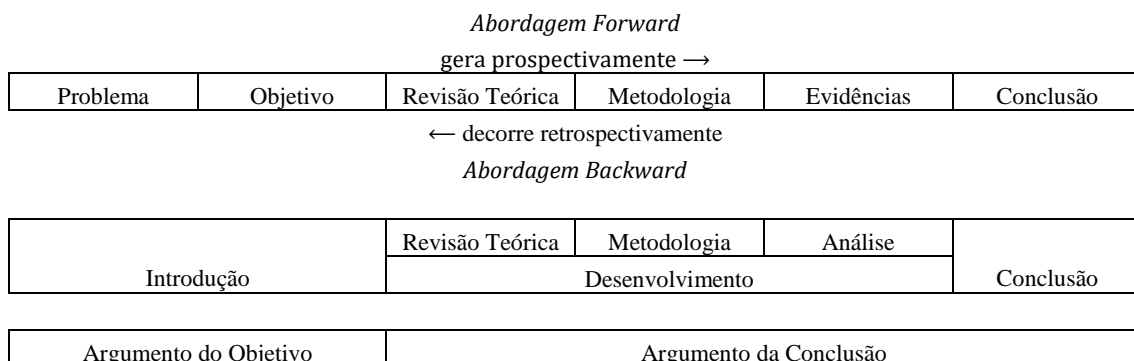 Abordagem Forward
gera prospectivamente ⟶
Problema Objetivo Revisão Teórica Metodologia Evidências Conclusão
⟵ decorre retrospectivamente
Abordagem Backward
Revisão Teórica Metodologia Análise
Introdução Desenvolvimento Conclusão
Argumento do Objetivo Argumento da Conclusão